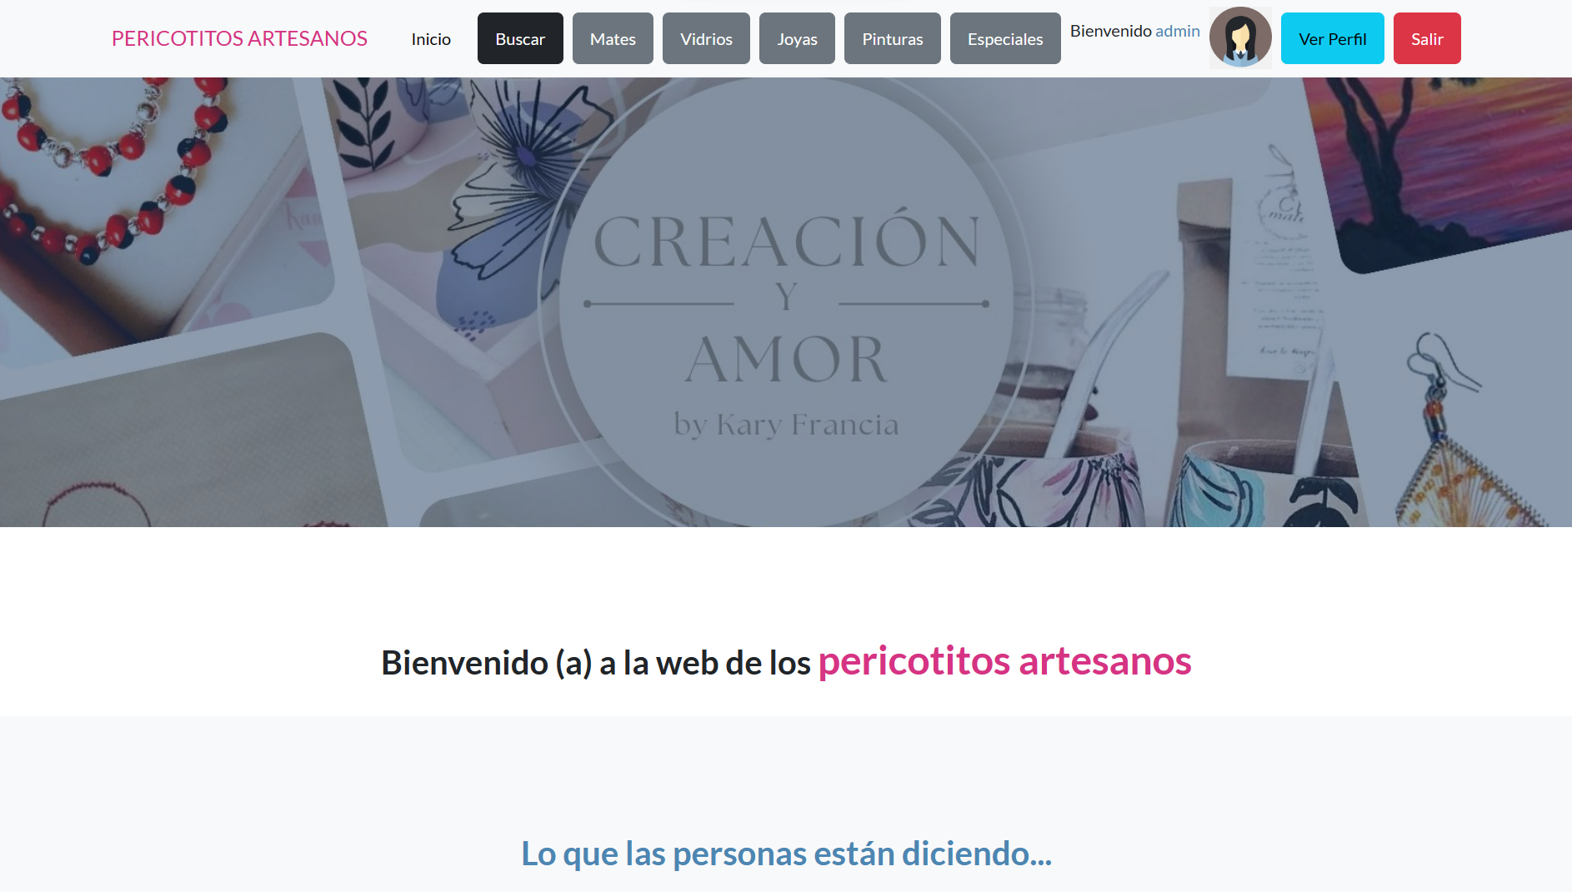 PERICOTITOS ARTESANOS
Inicio
Buscar
Mates
Vidrios
Joyas
Pinturas
Especiales
Bienvenido admin
Ver Perfil
Salir
CREACIÓN
Y
AMOR
by Kary Francia
Bienvenido (a) a la web de los pericotitos artesanos
Lo que las personas están diciendo...